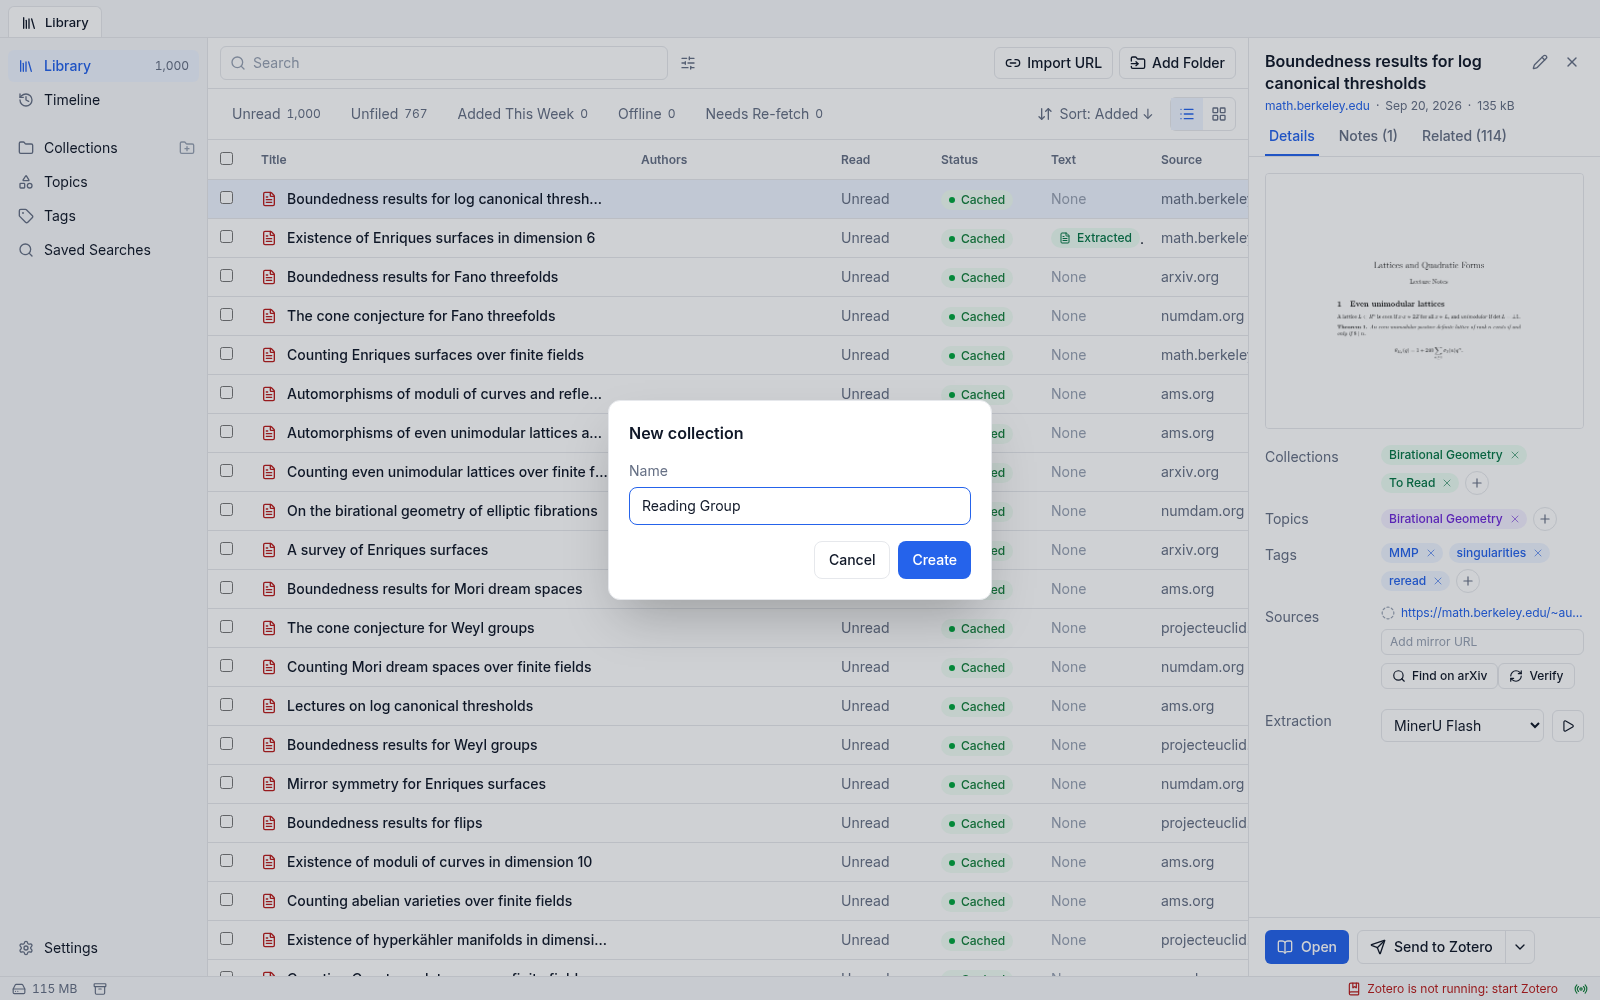 Library
Library 1,000
Timeline
Collections
Topics
Tags
Saved Searches
Settings
115 MB
Search
Import URL
Add Folder
Unread 1,000
Unfiled 767
Added This Week 0
Offline 0
Needs Re-fetch 0
Sort: Added
Title Authors Read Status Text Source
Boundedness results for log canonical thresh... Unread Cached None math.berkeley
Existence of Enriques surfaces in dimension 6 Unread Cached Extracted math.berkeley
Boundedness results for Fano threefolds Unread Cached None arxiv.org
The cone conjecture for Fano threefolds Unread Cached None numdam.org
Counting Enriques surfaces over finite fields Unread Cached None math.berkeley
Automorphisms of moduli of curves and refle... Unread Cached None ams.org
Automorphisms of even unimodular lattices a... None ams.org
Counting even unimodular lattices over finite f... None arxiv.org
On the birational geometry of elliptic fibrations None numdam.org
A survey of Enriques surfaces None arxiv.org
Boundedness results for Mori dream spaces None ams.org
The cone conjecture for Weyl groups Unread Cached None projecteuclid
Counting Mori dream spaces over finite fields Unread Cached None numdam.org
Lectures on log canonical thresholds Unread Cached None ams.org
Boundedness results for Weyl groups Unread Cached None projecteuclid
Mirror symmetry for Enriques surfaces Unread Cached None numdam.org
Boundedness results for flips Unread Cached None projecteuclid
Existence of moduli of curves in dimension 10 Unread Cached None ams.org
Counting abelian varieties over finite fields Unread Cached None ams.org
Existence of hyperkähler manifolds in dimensi... Unread Cached None projecteuclid
New collection
Name
Reading Group
Cancel
Create
Boundedness results for log
canonical thresholds
math.berkeley.edu · Sep 20, 2026 · 135 kB
Details
Notes (1)
Related (114)
Lattices and Quadratic Forms
Lecture Notes
1 Even unimodular lattices
Collections
Birational Geometry
To Read
Topics
Birational Geometry
Tags
MMP
singularities
reread
Sources
https://math.berkeley.edu/~au...
Add mirror URL
Find on arXiv
Verify
Extraction
MinerU Flash
Open
Send to Zotero
Zotero is not running: start Zotero